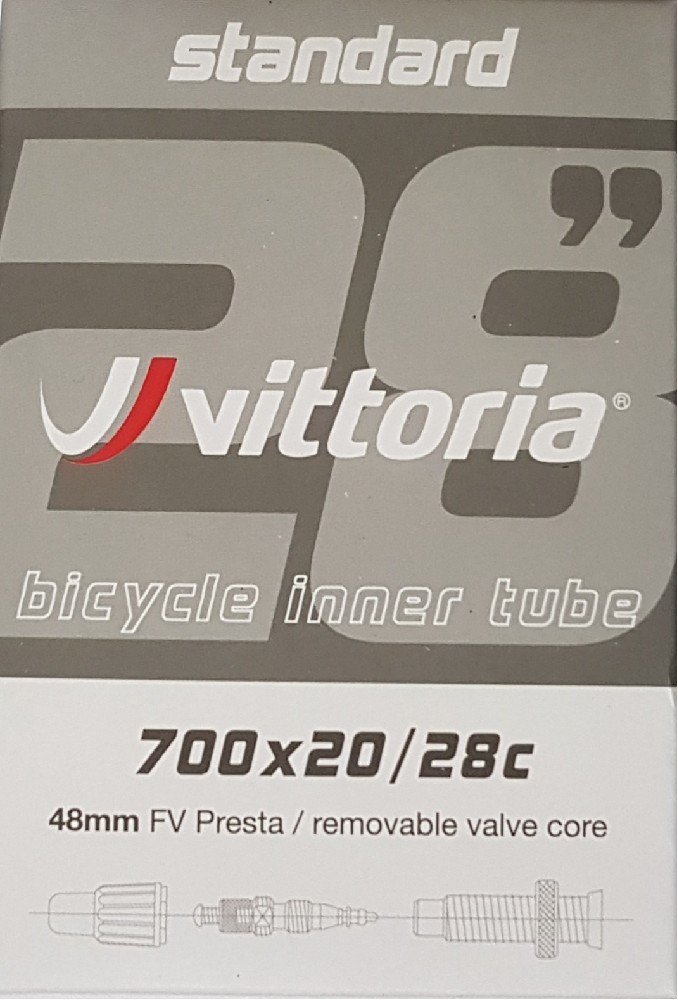 standard
28”
vittoria®
bicycle inner tube
700x20/28c
48mm FV Presta / removable valve core